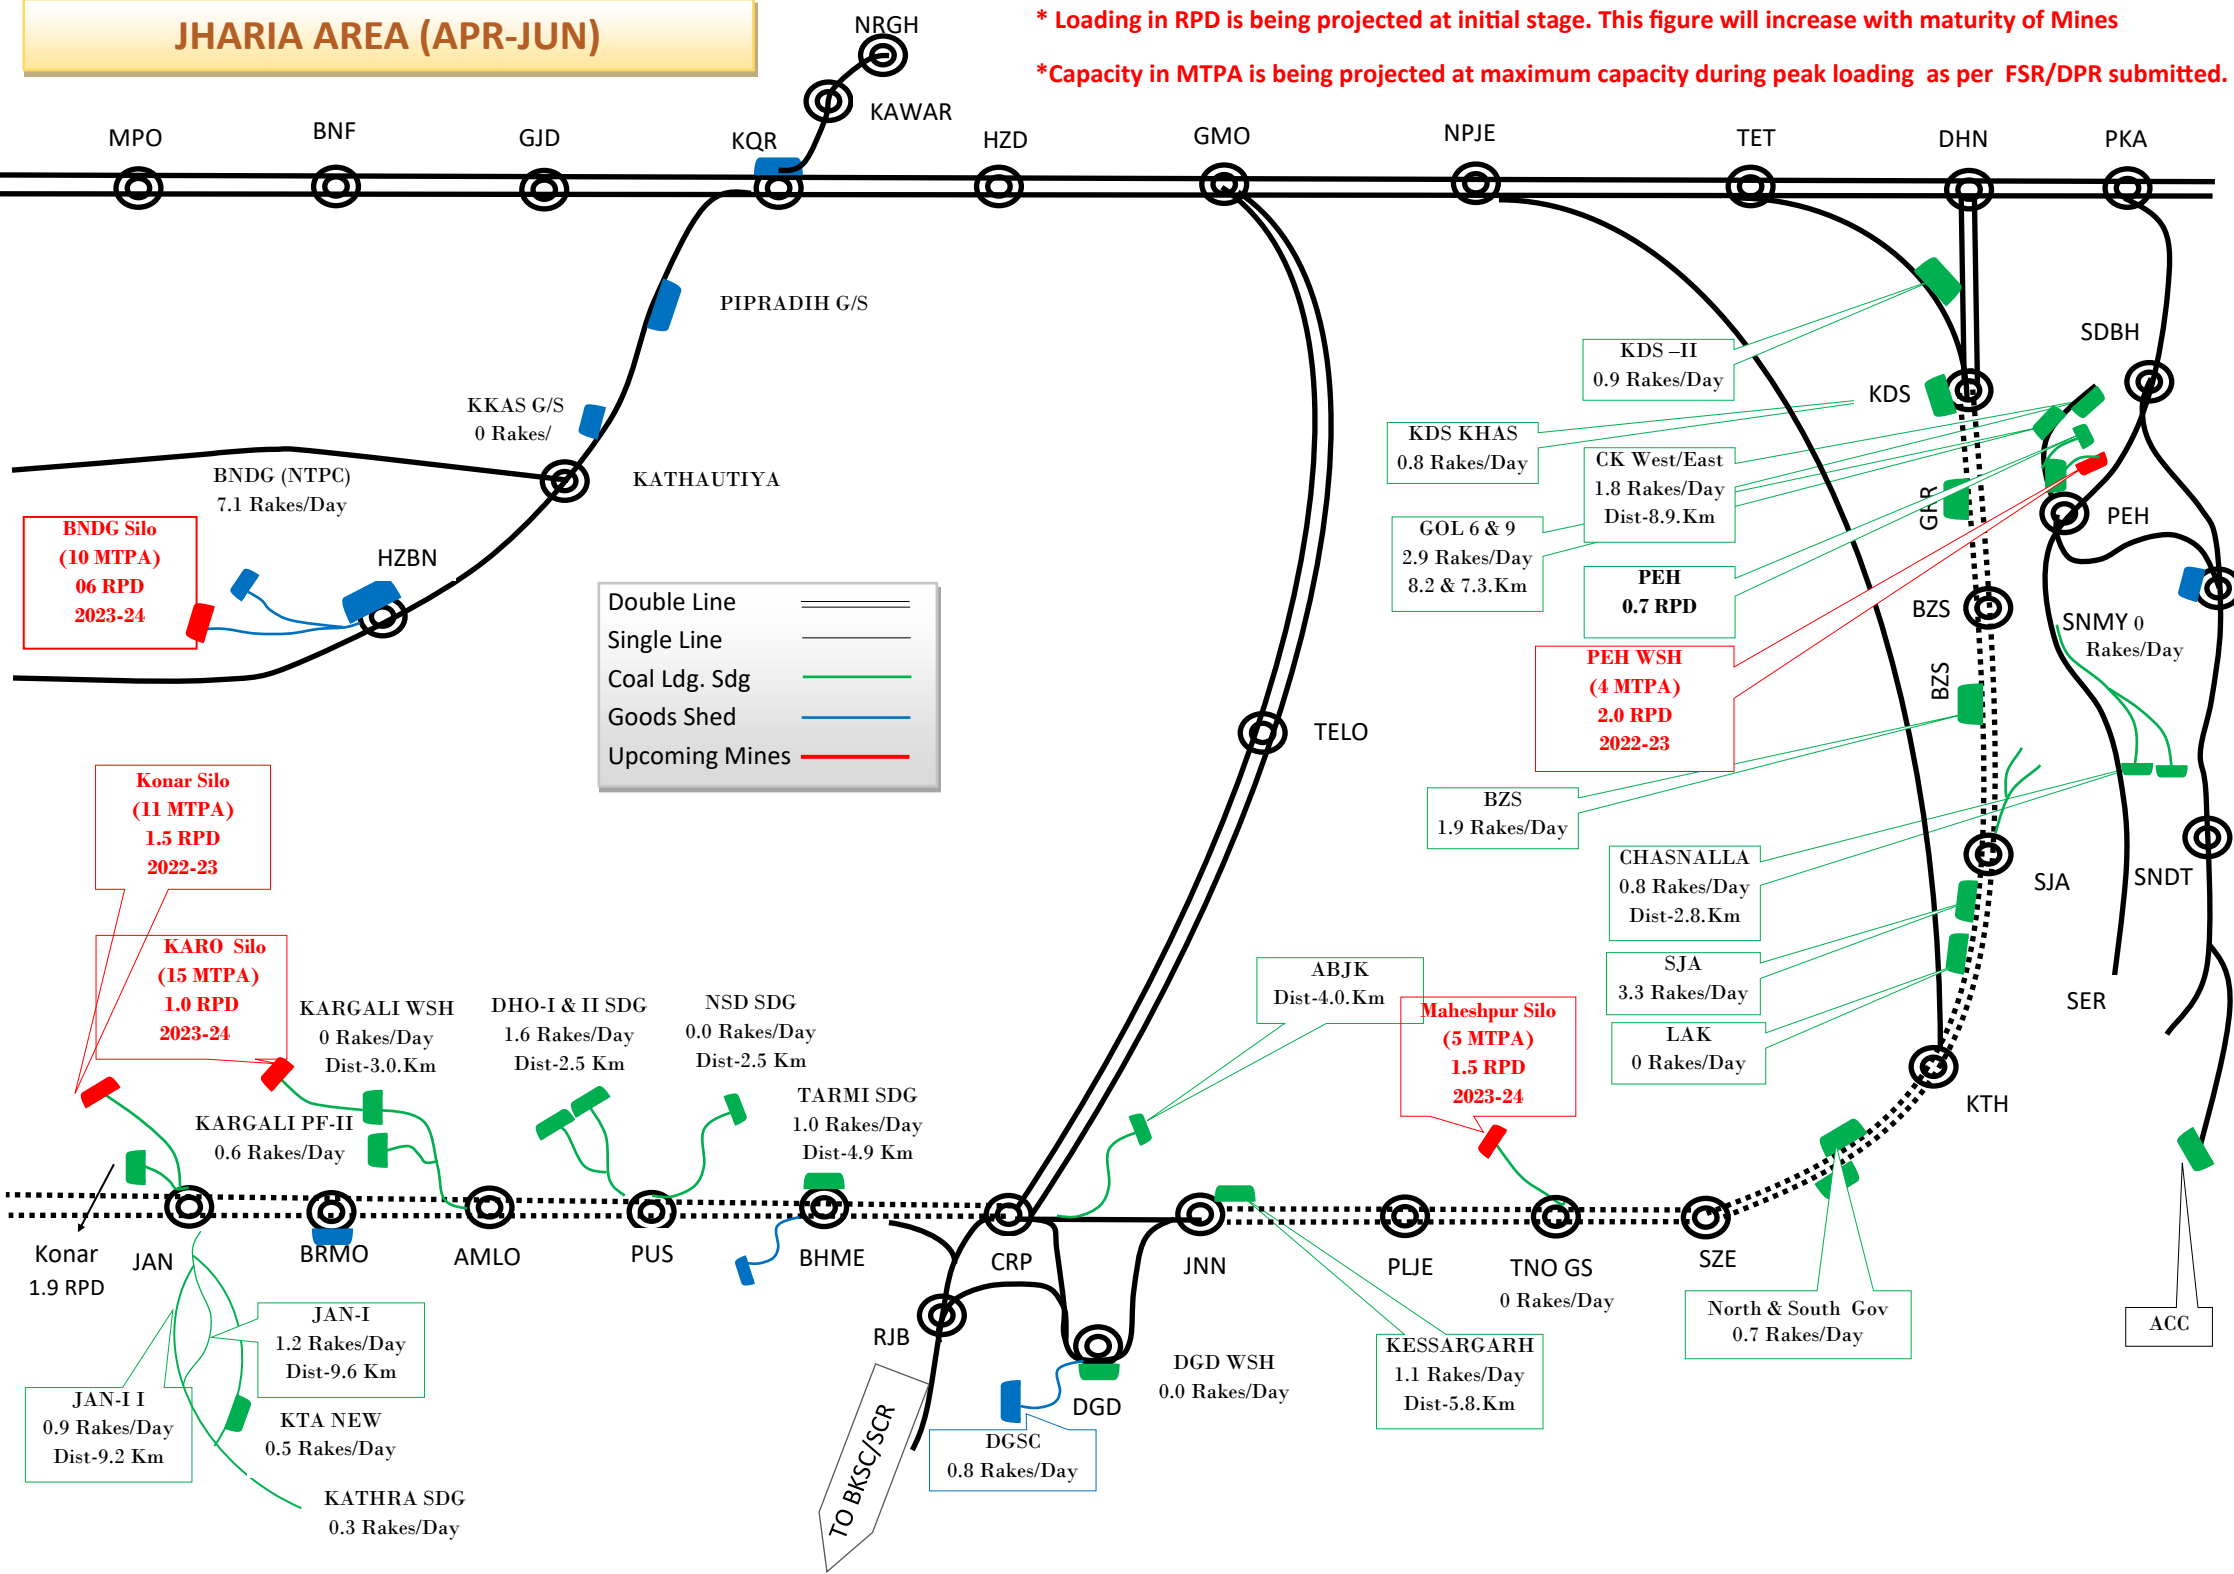 JHARIA AREA (APR-JUN)
* Loading in RPD is being projected at initial stage. This figure will increase with maturity of Mines
*Capacity in MTPA is being projected at maximum capacity during peak loading as per FSR/DPR submitted.
NRGH
KAWAR
MPO
BNF
GJD
KQR
HZD
GMO
NPJE
TET
DHN
PKA
PIPRADIH G/S
KKAS G/S
0 Rakes/
KATHAUTIYA
BNDG (NTPC)
7.1 Rakes/Day
BNDG Silo
(10 MTPA)
06 RPD
2023-24
HZBN
Double Line
Single Line
Coal Ldg. Sdg
Goods Shed
Upcoming Mines
TELO
KDS –II
0.9 Rakes/Day
KDS
SDBH
KDS KHAS
0.8 Rakes/Day
CK West/East
1.8 Rakes/Day
Dist-8.9.Km
GOL 6 & 9
2.9 Rakes/Day
8.2 & 7.3.Km
GRR
PEH
PEH
0.7 RPD
BZS
SNMY 0
Rakes/Day
PEH WSH
(4 MTPA)
2.0 RPD
2022-23
BZS
BZS
1.9 Rakes/Day
CHASNALLA
0.8 Rakes/Day
Dist-2.8.Km
SJA
SNDT
SJA
3.3 Rakes/Day
SER
LAK
0 Rakes/Day
KTH
Konar Silo
(11 MTPA)
1.5 RPD
2022-23
KARO Silo
(15 MTPA)
1.0 RPD
2023-24
KARGALI WSH
0 Rakes/Day
Dist-3.0.Km
DHO-I & II SDG
1.6 Rakes/Day
Dist-2.5 Km
NSD SDG
0.0 Rakes/Day
Dist-2.5 Km
TARMI SDG
1.0 Rakes/Day
Dist-4.9 Km
ABJK
Dist-4.0.Km
Maheshpur Silo
(5 MTPA)
1.5 RPD
2023-24
KARGALI PF-II
0.6 Rakes/Day
Konar
1.9 RPD
JAN
BRMO
AMLO
PUS
BHME
CRP
JNN
PLJE
TNO GS
0 Rakes/Day
SZE
North & South Gov
0.7 Rakes/Day
ACC
JAN-I
1.2 Rakes/Day
Dist-9.6 Km
JAN-I I
0.9 Rakes/Day
Dist-9.2 Km
KTA NEW
0.5 Rakes/Day
KATHRA SDG
0.3 Rakes/Day
RJB
TO BKSC/SCR
DGD
DGD WSH
0.0 Rakes/Day
DGSC
0.8 Rakes/Day
KESSARGARH
1.1 Rakes/Day
Dist-5.8.Km